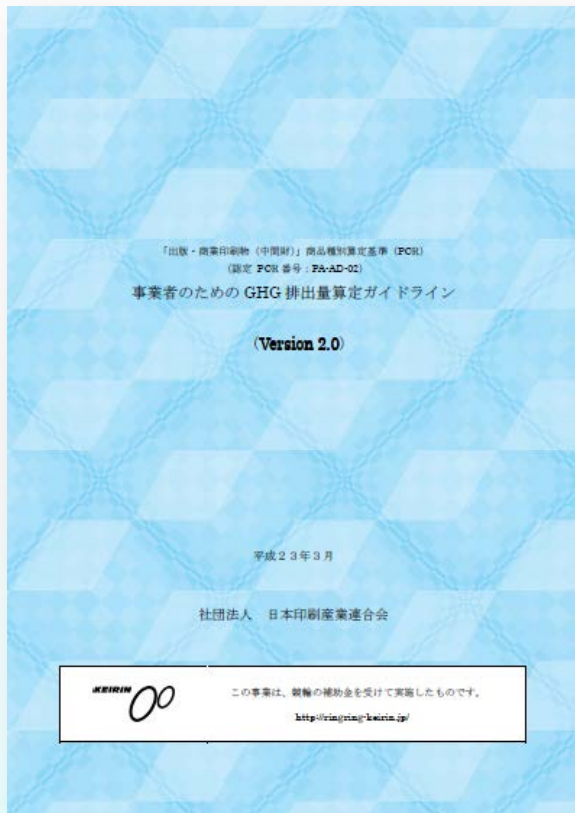 「出版・商業印刷物（中間財）」商品種別算定基準（PCR）
（認定 PCR 番号：PA-AD-02）
事業者のための GHG 排出量算定ガイドライン
（Version 2.0）
平成２３年３月
社団法人　日本印刷産業連合会
KEIRIN
この事業は、競輪の補助金を受けて実施したものです。
http://ringring-keirin.jp/